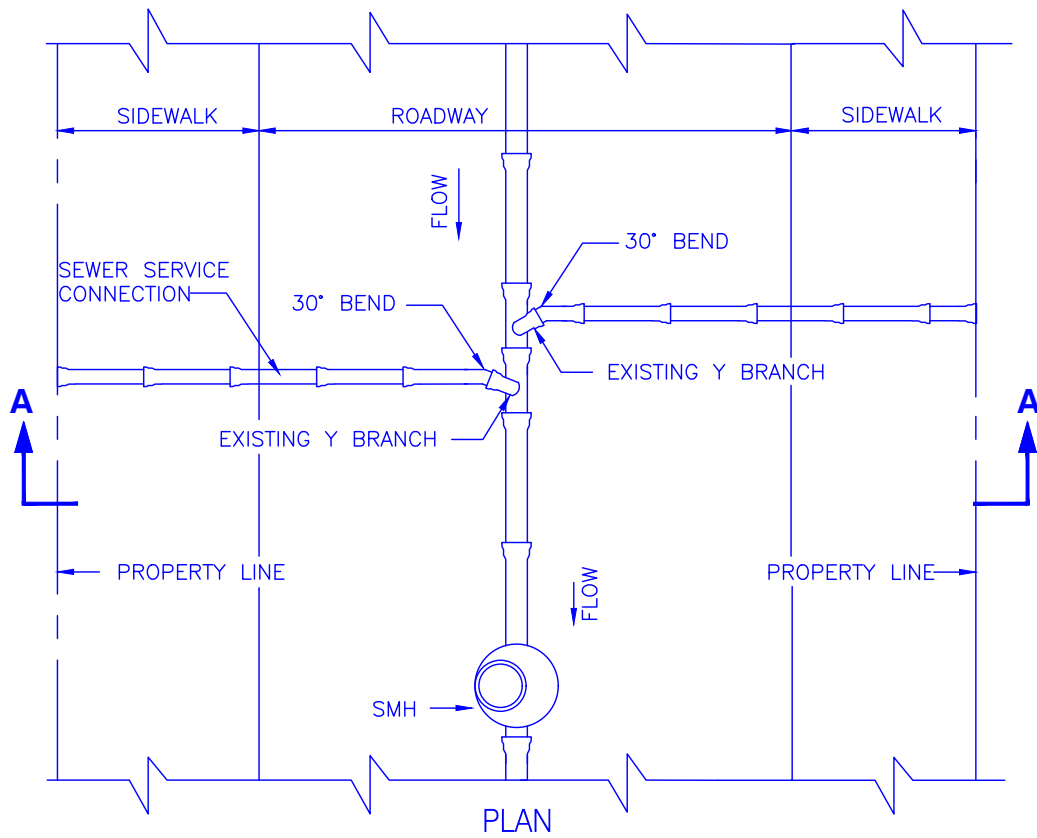 SIDEWALK
ROADWAY
SIDEWALK
FLOW
30° BEND
SEWER SERVICE
CONNECTION
30° BEND
EXISTING Y BRANCH
A
A
EXISTING Y BRANCH
PROPERTY LINE
PROPERTY LINE
FLOW
SMH
PLAN